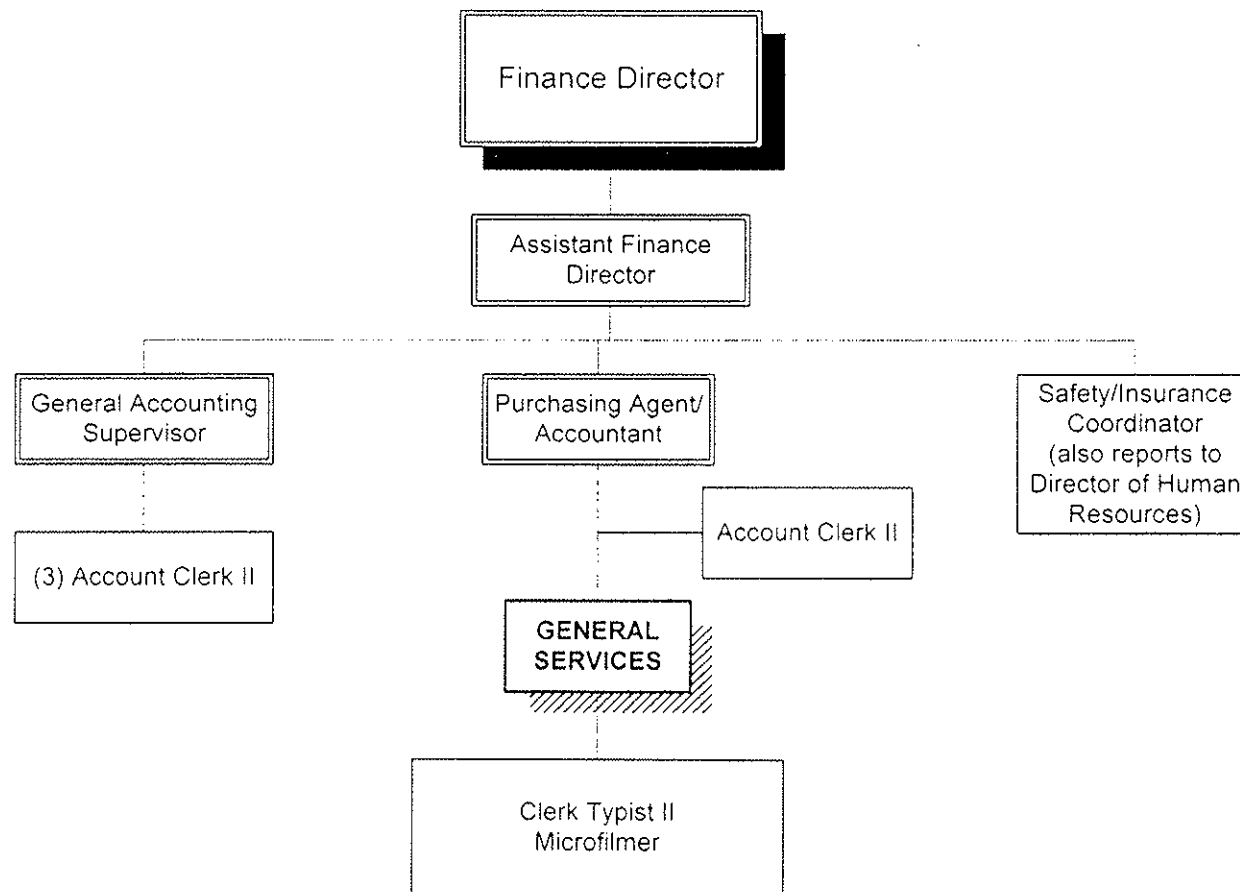 Finance Director
Assistant Finance
Director
General Accounting
Supervisor
Purchasing Agent/
Accountant
Safety/Insurance
Coordinator
(also reports to
Director of Human
Resources)
(3) Account Clerk II
Account Clerk II
GENERAL
SERVICES
Clerk Typist II
Microfilmer